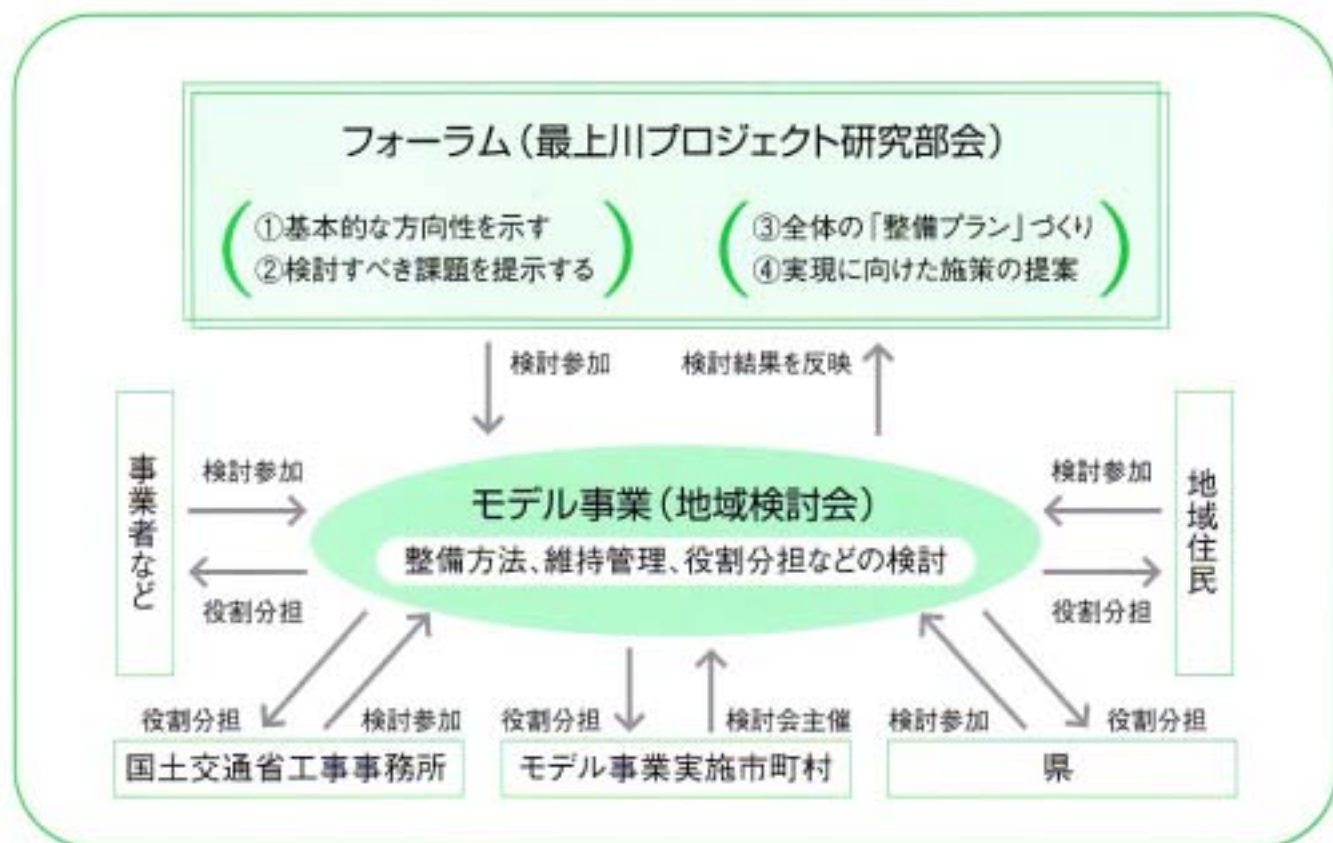 フォーラム（最上川プロジェクト研究部会）
①基本的な方向性を示す
②検討すべき課題を提示する
③全体の「整備プラン」づくり
④実現に向けた施策の提案
検討参加
検討結果を反映
事業者など
検討参加
役割分担
モデル事業（地域検討会）
整備方法、維持管理、役割分担などの検討
検討参加
役割分担
地域住民
役割分担
検討参加
役割分担
検討会主催
検討参加
役割分担
国土交通省工事事務所
モデル事業実施市町村
県